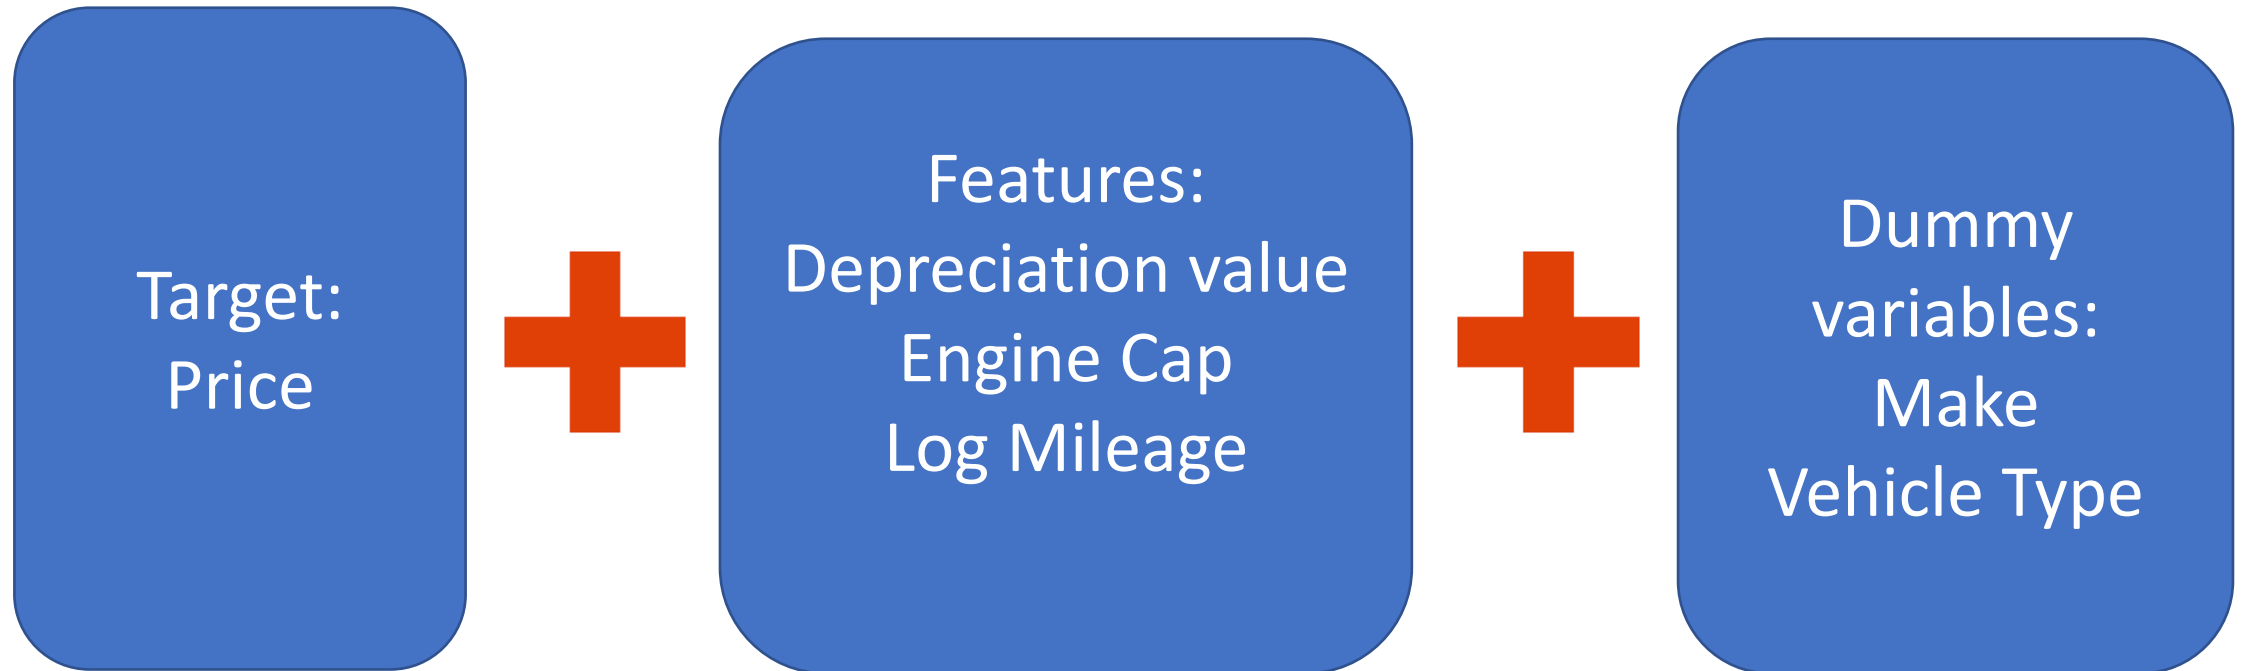 Target:
Price
Features:
Depreciation value
Engine Cap
Log Mileage
Dummy
variables:
Make
Vehicle Type